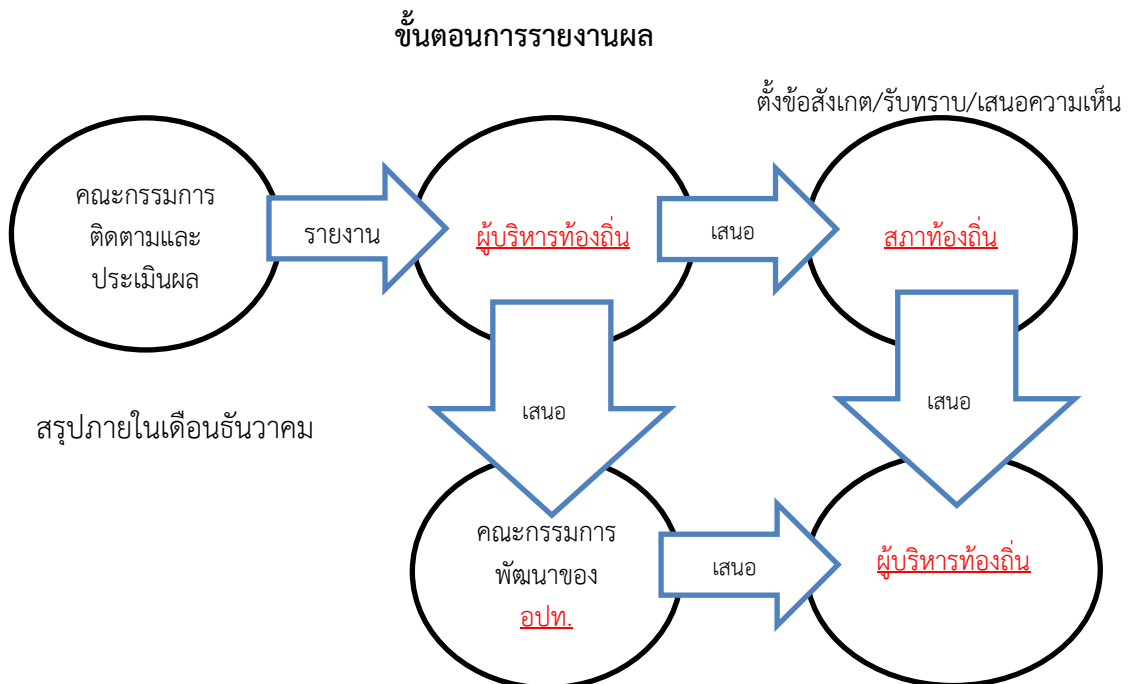 ขั้นตอนการรายงานผล
ตั้งข้อสังเกต/รับทราบ/เสนอความเห็น
คณะกรรมการ
ติดตามและ
ประเมินผล
รายงาน
ผู้บริหารท้องถิ่น
เสนอ
สภาท้องถิ่น
เสนอ
เสนอ
สรุปภายในเดือนธันวาคม
คณะกรรมการ
พัฒนาของ
อปท.
เสนอ
ผู้บริหารท้องถิ่น